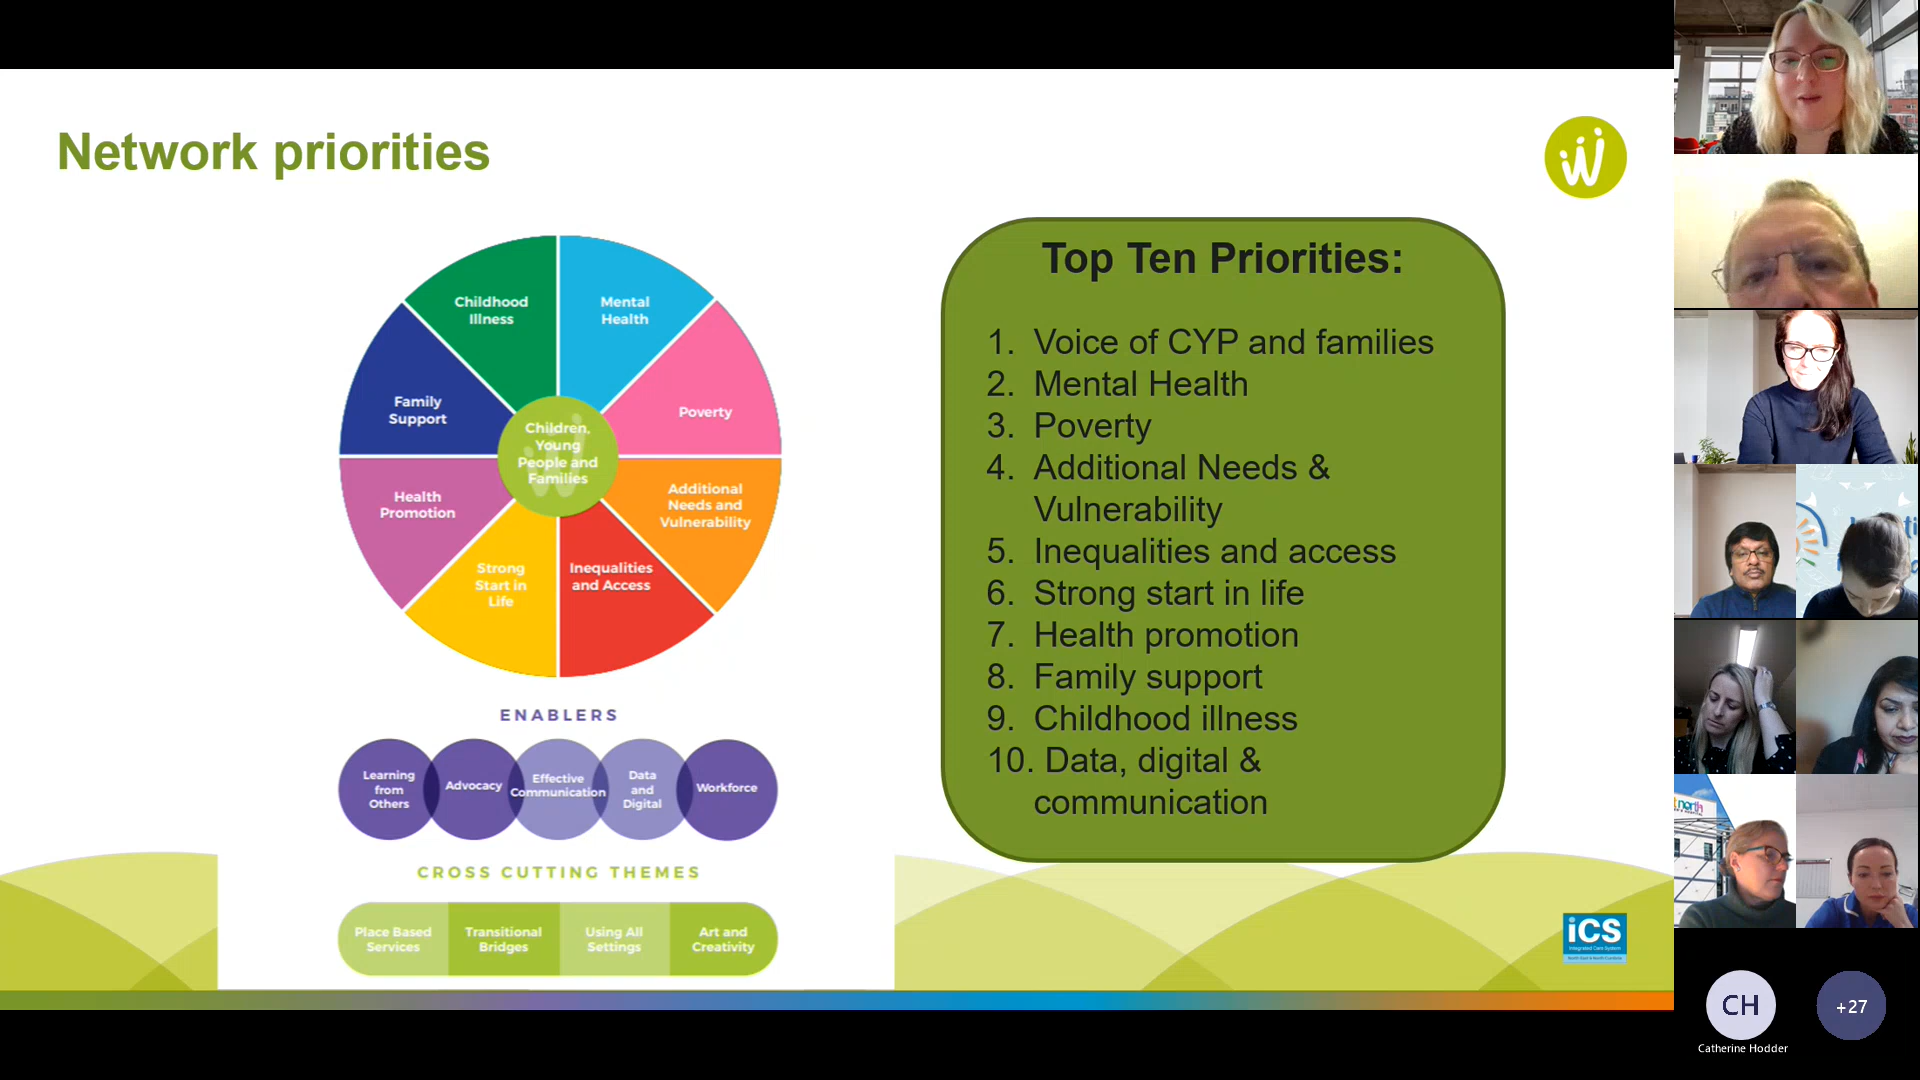 Network priorities
Childhood
Illness
Mental
Health
Poverty
Additional
Needs and
Vulnerability
Inequalities
and Access
Strong
Start in
Life
Health
Promotion
Family
Support
Children,
Young
People and
Families
ENABLERS
Learning
from
Others
Advocacy
Effective
Communication
Data
and
Digital
Workforce
CROSS CUTTING THEMES
Place Based
Services
Transitional
Bridges
Using All
Settings
Art and
Creativity
Top Ten Priorities:
1. Voice of CYP and families
2. Mental Health
3. Poverty
4. Additional Needs &
Vulnerability
5. Inequalities and access
6. Strong start in life
7. Health promotion
8. Family support
9. Childhood illness
10. Data, digital &
communication
iCS
Integrated Care System
north
CH
+27
Catherine Hodder